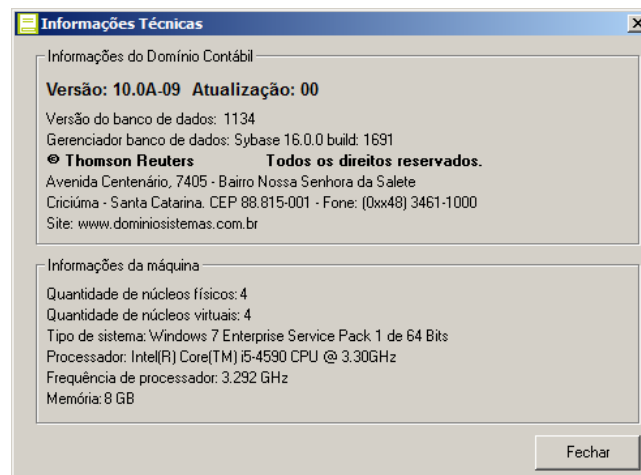 Informações Técnicas
Informações do Domínio Contábil
Versão: 10.0A-09 Atualização: 00
Versão do banco de dados: 1134
Gerenciador banco de dados: Sybase 16.0.0 build: 1691
© Thomson Reuters Todos os direitos reservados.
Avenida Centenário, 7405 - Bairro Nossa Senhora da Salete
Criciúma - Santa Catarina. CEP 88.815-001 - Fone: (0xx48) 3461-1000
Site: www.dominiosistemas.com.br
Informações da máquina
Quantidade de núcleos físicos: 4
Quantidade de núcleos virtuais: 4
Tipo de sistema: Windows 7 Enterprise Service Pack 1 de 64 Bits
Processador: Intel(R) Core(TM) i5-4590 CPU @ 3.30GHz
Frequência de processador: 3.292 GHz
Memória: 8 GB
Fechar